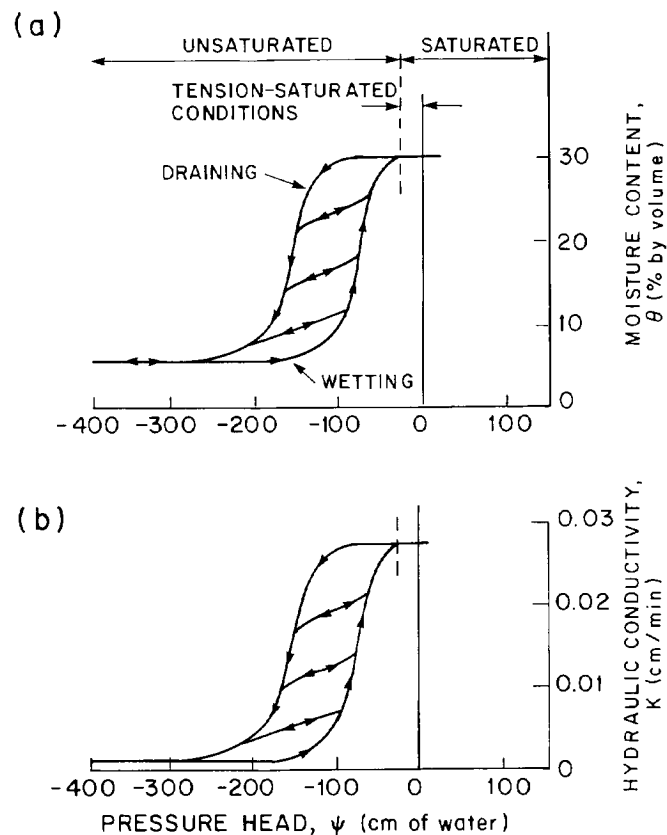 (a)
UNSATURATED
SATURATED
TENSION-SATURATED
CONDITIONS
DRAINING
WETTING
30
20
10
0
MOISTURE CONTENT,
θ (% by volume)
-400 -300 -200 -100 0 100
(b)
0.03
0.02
0.01
0
HYDRAULIC CONDUCTIVITY,
K (cm/min)
-400 -300 -200 -100 0 100
PRESSURE HEAD, ψ (cm of water)